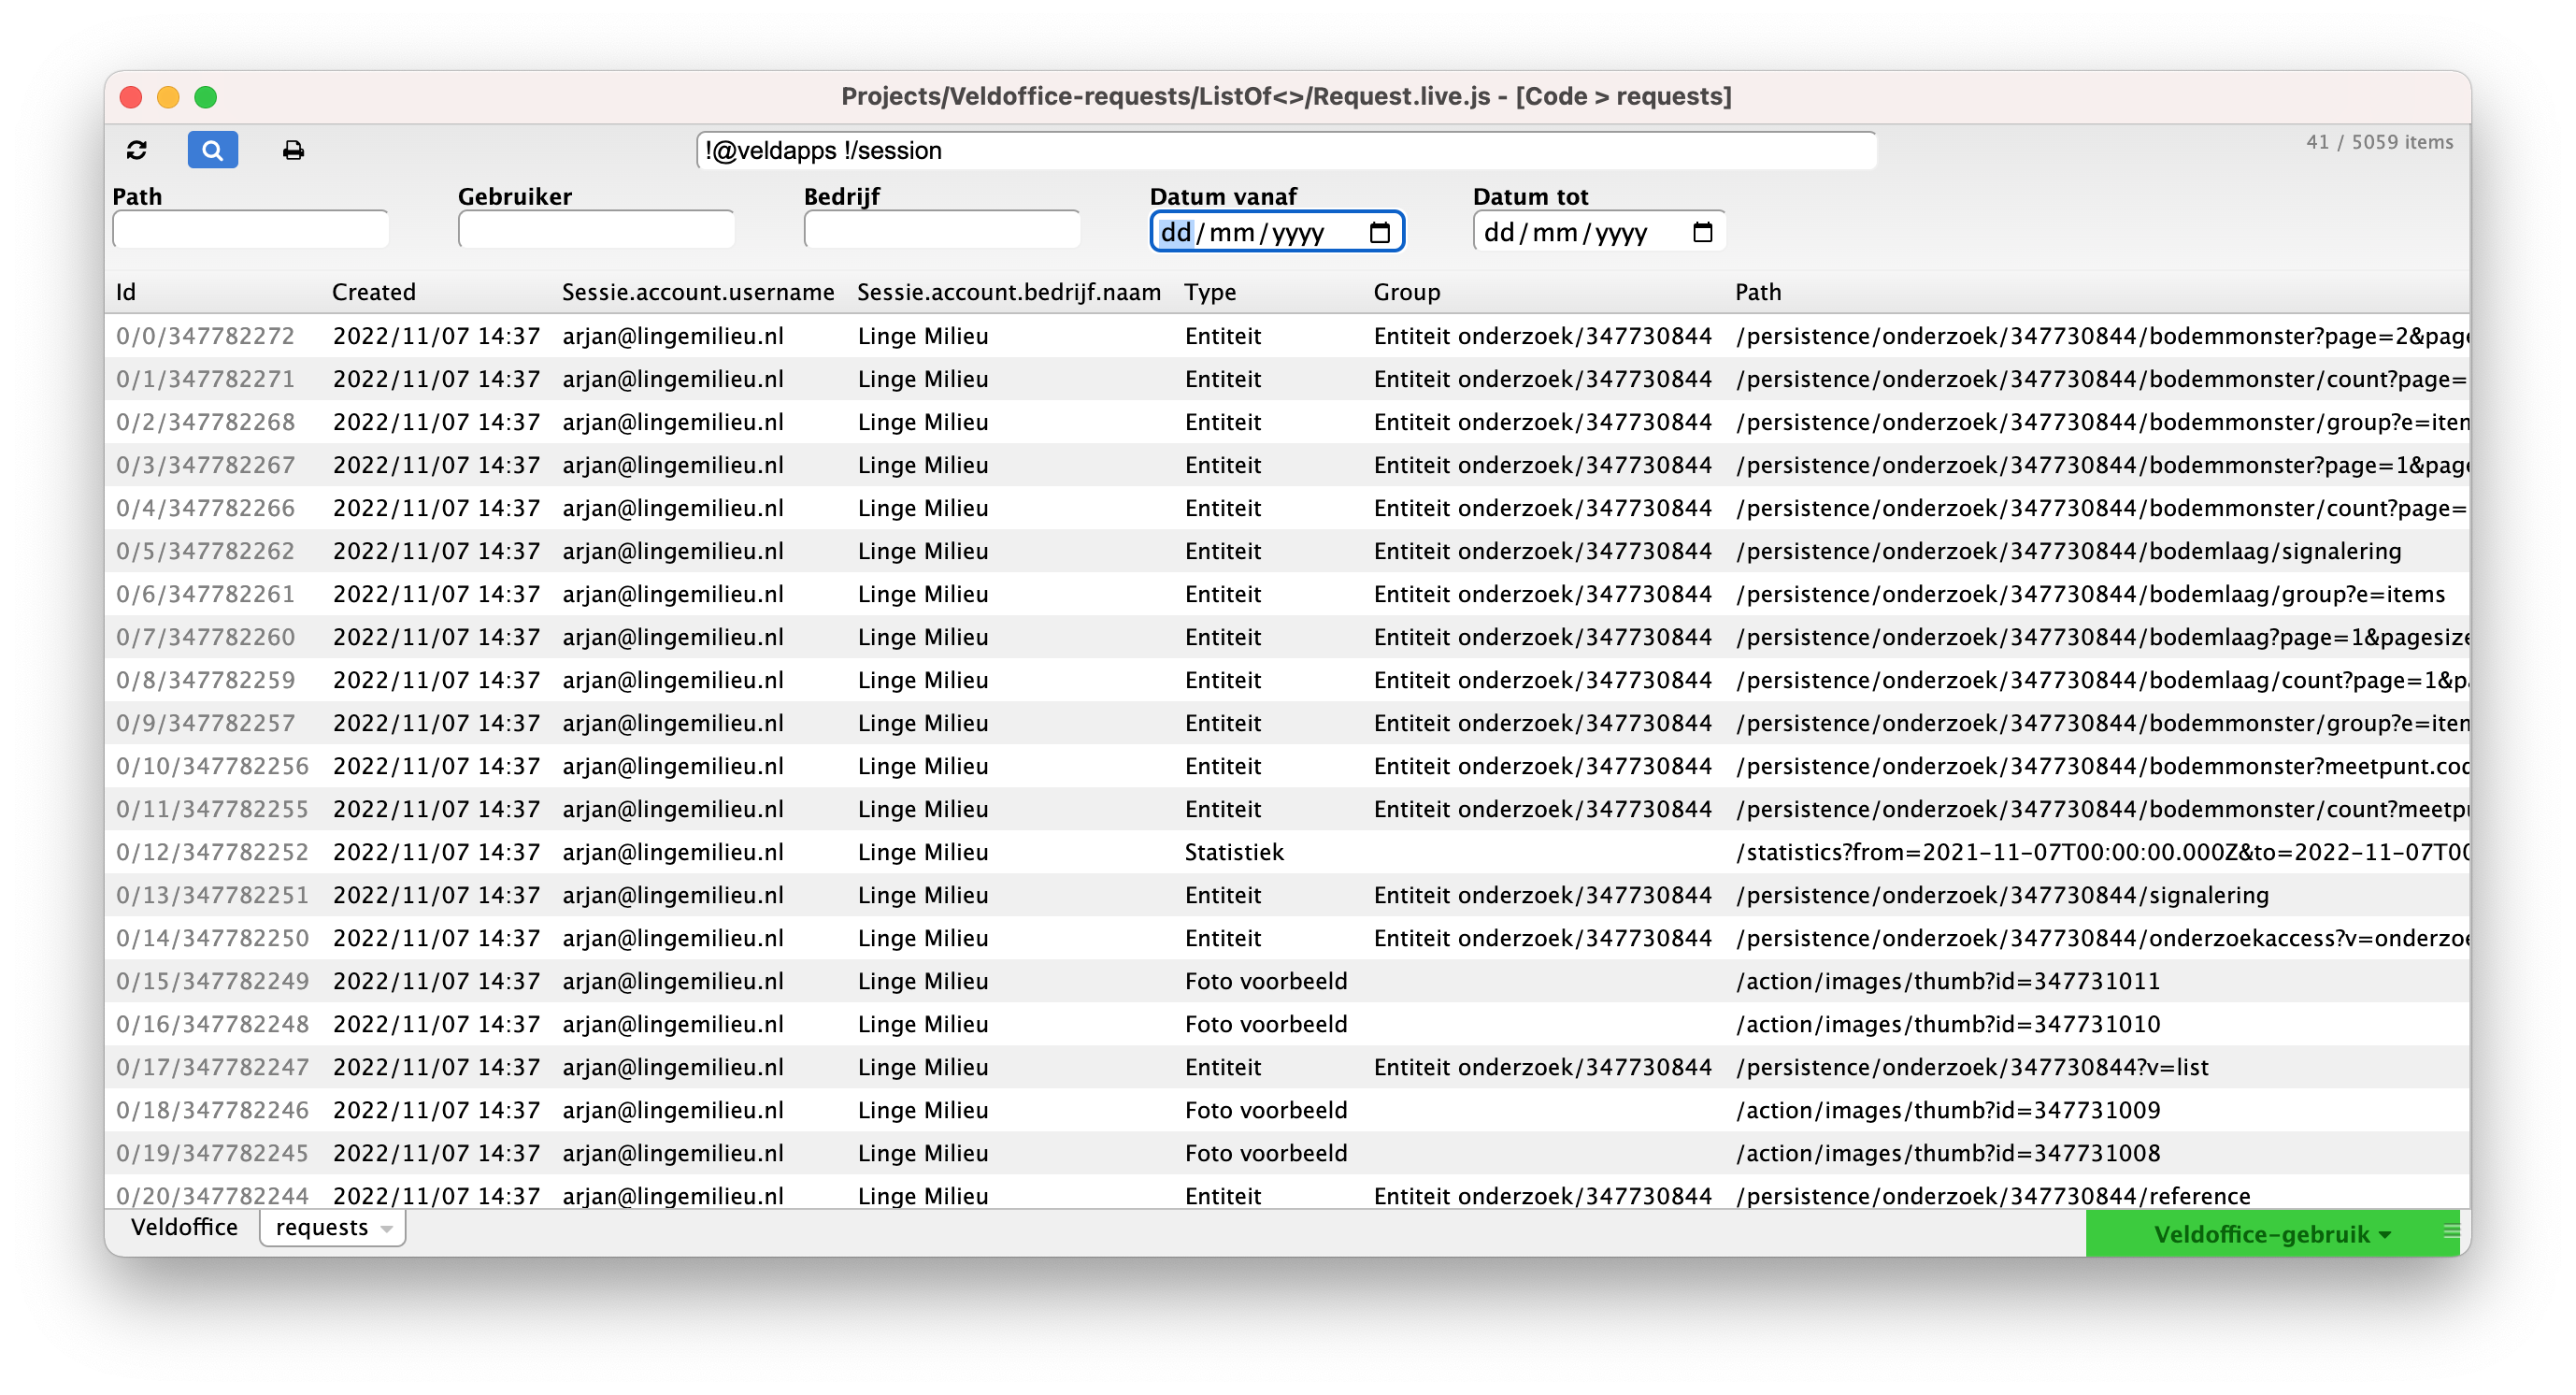 Projects/Veldoffice-requests/ListOf<>/Request.live.js - [Code > requests]
!@veldapps !/session 41 / 5059 items
Path Gebruiker Bedrijf Datum vanaf Datum tot
dd/mm/yyyy dd/mm/yyyy
Id Created Sessie.account.username Sessie.account.bedrijf.naam Type Group Path
0/0/347782272 2022/11/07 14:37 arjan@lingemilieu.nl Linge Milieu Entiteit Entiteit onderzoek/347730844 /persistence/onderzoek/347730844/bodemmonster?page=2&page
0/1/347782271 2022/11/07 14:37 arjan@lingemilieu.nl Linge Milieu Entiteit Entiteit onderzoek/347730844 /persistence/onderzoek/347730844/bodemmonster/count?page=
0/2/347782268 2022/11/07 14:37 arjan@lingemilieu.nl Linge Milieu Entiteit Entiteit onderzoek/347730844 /persistence/onderzoek/347730844/bodemmonster/group?e=item
0/3/347782267 2022/11/07 14:37 arjan@lingemilieu.nl Linge Milieu Entiteit Entiteit onderzoek/347730844 /persistence/onderzoek/347730844/bodemmonster?page=1&page
0/4/347782266 2022/11/07 14:37 arjan@lingemilieu.nl Linge Milieu Entiteit Entiteit onderzoek/347730844 /persistence/onderzoek/347730844/bodemmonster/count?page=
0/5/347782262 2022/11/07 14:37 arjan@lingemilieu.nl Linge Milieu Entiteit Entiteit onderzoek/347730844 /persistence/onderzoek/347730844/bodemlaag/signalering
0/6/347782261 2022/11/07 14:37 arjan@lingemilieu.nl Linge Milieu Entiteit Entiteit onderzoek/347730844 /persistence/onderzoek/347730844/bodemlaag/group?e=items
0/7/347782260 2022/11/07 14:37 arjan@lingemilieu.nl Linge Milieu Entiteit Entiteit onderzoek/347730844 /persistence/onderzoek/347730844/bodemlaag?page=1&pagesize
0/8/347782259 2022/11/07 14:37 arjan@lingemilieu.nl Linge Milieu Entiteit Entiteit onderzoek/347730844 /persistence/onderzoek/347730844/bodemlaag/count?page=1&pa
0/9/347782257 2022/11/07 14:37 arjan@lingemilieu.nl Linge Milieu Entiteit Entiteit onderzoek/347730844 /persistence/onderzoek/347730844/bodemmonster/group?e=item
0/10/347782256 2022/11/07 14:37 arjan@lingemilieu.nl Linge Milieu Entiteit Entiteit onderzoek/347730844 /persistence/onderzoek/347730844/bodemmonster?meetpunt.cod
0/11/347782255 2022/11/07 14:37 arjan@lingemilieu.nl Linge Milieu Entiteit Entiteit onderzoek/347730844 /persistence/onderzoek/347730844/bodemmonster/count?meetpu
0/12/347782252 2022/11/07 14:37 arjan@lingemilieu.nl Linge Milieu Statistiek /statistics?from=2021-11-07T00:00:00.000Z&to=2022-11-07T00
0/13/347782251 2022/11/07 14:37 arjan@lingemilieu.nl Linge Milieu Entiteit Entiteit onderzoek/347730844 /persistence/onderzoek/347730844/signalering
0/14/347782250 2022/11/07 14:37 arjan@lingemilieu.nl Linge Milieu Entiteit Entiteit onderzoek/347730844 /persistence/onderzoek/347730844/onderzoekaccess?v=onderzoe
0/15/347782249 2022/11/07 14:37 arjan@lingemilieu.nl Linge Milieu Foto voorbeeld /action/images/thumb?id=347731011
0/16/347782248 2022/11/07 14:37 arjan@lingemilieu.nl Linge Milieu Foto voorbeeld /action/images/thumb?id=347731010
0/17/347782247 2022/11/07 14:37 arjan@lingemilieu.nl Linge Milieu Entiteit Entiteit onderzoek/347730844 /persistence/onderzoek/347730844?v=list
0/18/347782246 2022/11/07 14:37 arjan@lingemilieu.nl Linge Milieu Foto voorbeeld /action/images/thumb?id=347731009
0/19/347782245 2022/11/07 14:37 arjan@lingemilieu.nl Linge Milieu Foto voorbeeld /action/images/thumb?id=347731008
0/20/347782244 2022/11/07 14:37 arjan@lingemilieu.nl Linge Milieu Entiteit Entiteit onderzoek/347730844 /persistence/onderzoek/347730844/reference
Veldoffice requests Veldoffice-gebruik